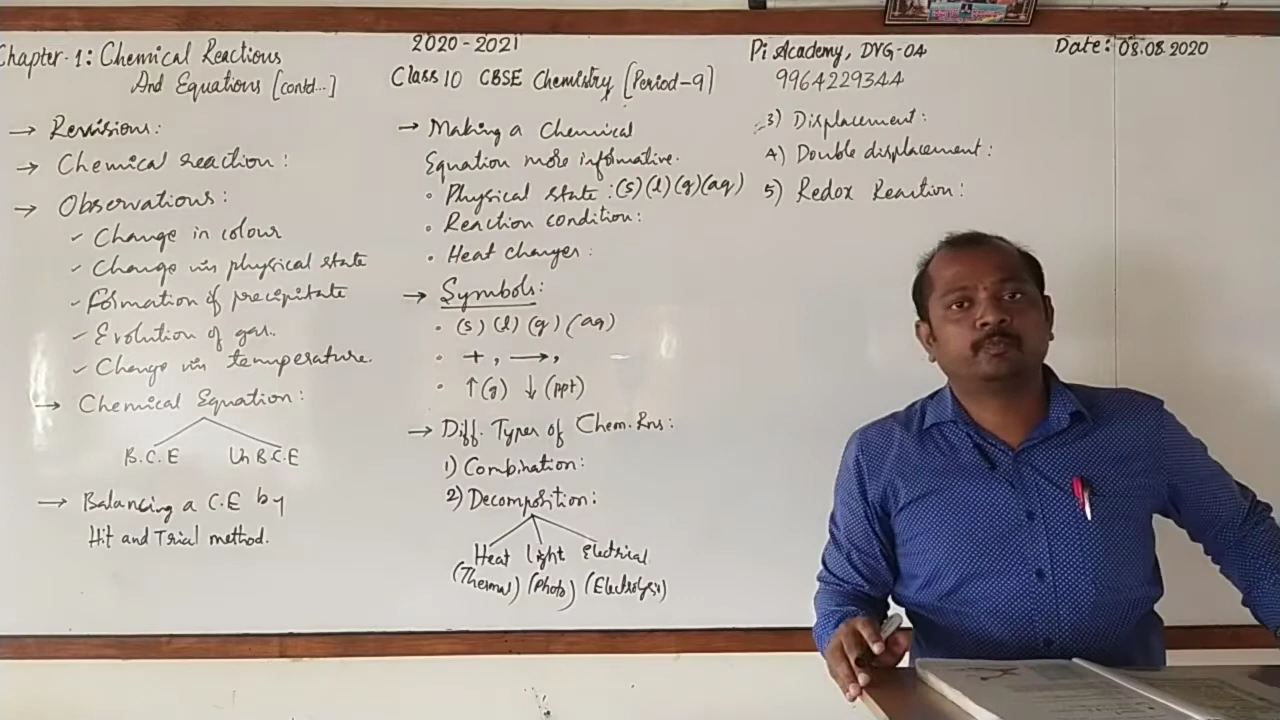 Chapter-1: Chemical Reactions
And Equations [contd...]
→ Revision:
→ Chemical reaction:
→ Observations:
✓ Change in colour
✓ Change in physical state
✓ Formation of precipitate
✓ Evolution of gas.
✓ Change in temperature.
→ Chemical Equation:
B.C.E Un B.C.E
→ Balancing a C.E by
Hit and Trial method.
2020-2021
Class 10 CBSE Chemistry [Period-9]
→ Making a Chemical
Equation more informative.
• Physical state: (s) (l) (g) (aq)
• Reaction condition:
• Heat changes:
→ Symbols:
• (s) (l) (g) (aq)
• +, →,
• ↑(g) ↓(ppt)
→ Diff. Types of Chem. Rns:
1) Combination:
2) Decomposition:
Heat light Electrical
(Thermal) (Photo) (Electrolysis)
Pi Academy, DVG-04
9964229344
3) Displacement:
4) Double displacement:
5) Redox Reaction:
Date: 08.08.2020